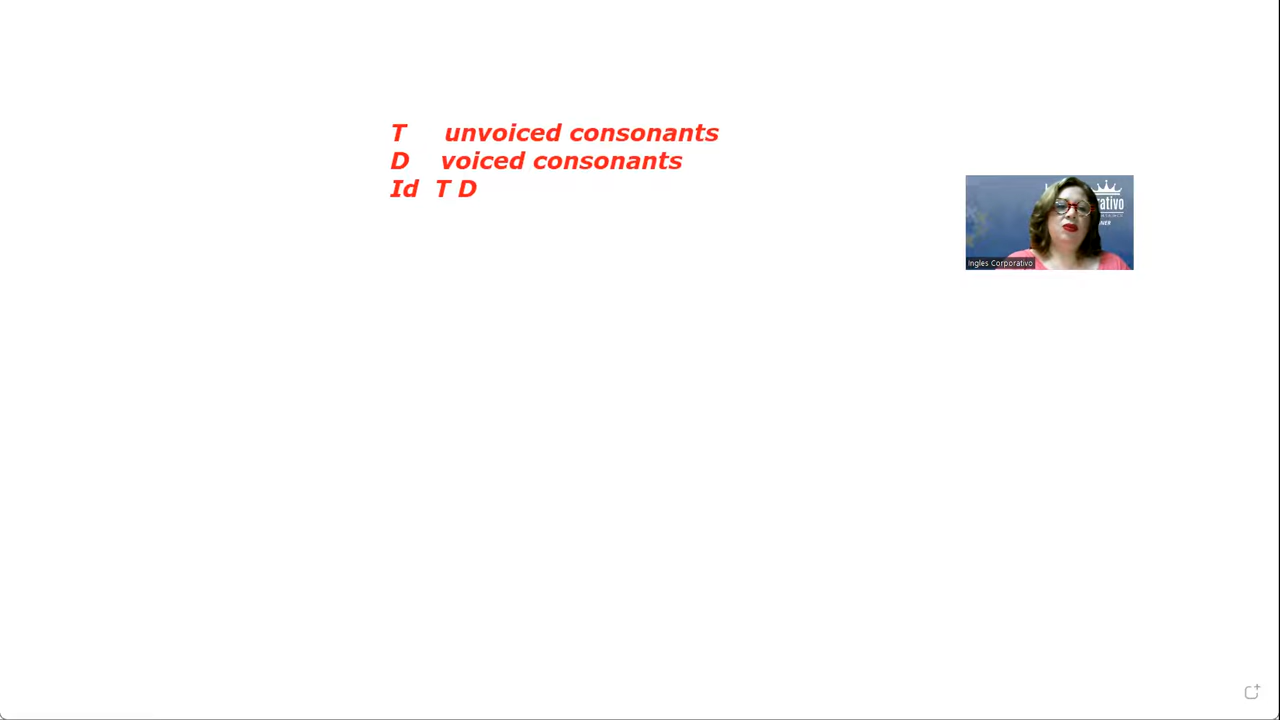 T unvoiced consonants
D voiced consonants
Id T D
Ingles Corporativo